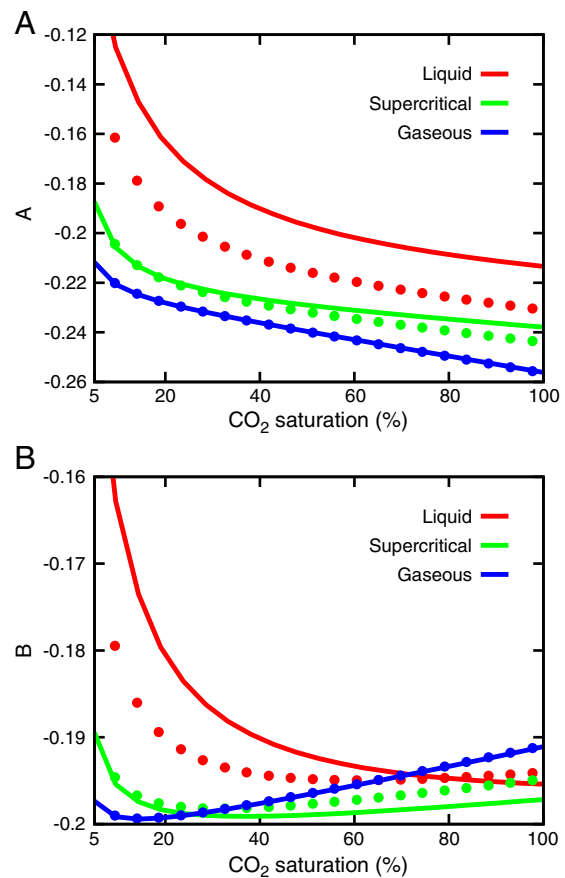 A
-0.12
-0.14
-0.16
-0.18
-0.2
-0.22
-0.24
-0.26
A
Liquid
Supercritical
Gaseous
5 20 40 60 80 100
CO₂ saturation (%)
B
-0.16
-0.17
-0.18
-0.19
-0.2
B
Liquid
Supercritical
Gaseous
5 20 40 60 80 100
CO₂ saturation (%)